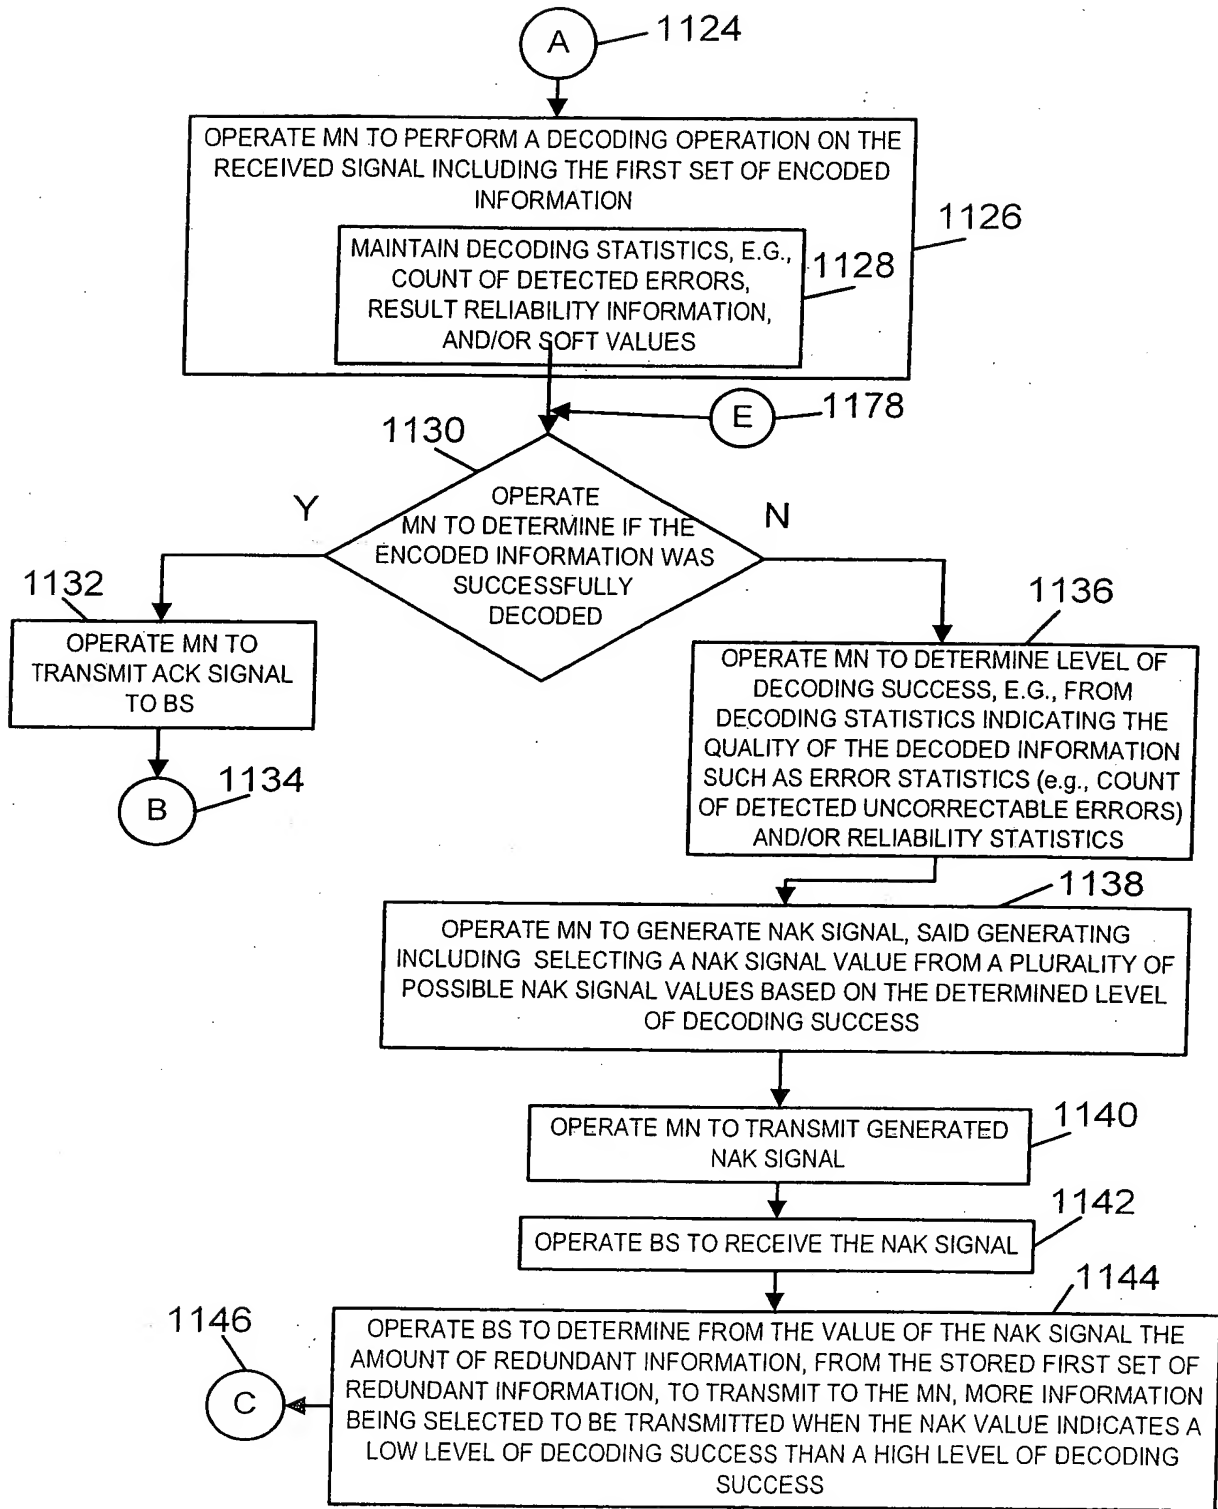 A
1124
OPERATE MN TO PERFORM A DECODING OPERATION ON THE
RECEIVED SIGNAL INCLUDING THE FIRST SET OF ENCODED
INFORMATION
1126
MAINTAIN DECODING STATISTICS, E.G.,
COUNT OF DETECTED ERRORS,
RESULT RELIABILITY INFORMATION,
AND/OR SOFT VALUES
1128
E
1178
1130
Y
N
OPERATE
MN TO DETERMINE IF THE
ENCODED INFORMATION WAS
SUCCESSFULLY
DECODED
1132
OPERATE MN TO
TRANSMIT ACK SIGNAL
TO BS
B
1134
1136
OPERATE MN TO DETERMINE LEVEL OF
DECODING SUCCESS, E.G., FROM
DECODING STATISTICS INDICATING THE
QUALITY OF THE DECODED INFORMATION
SUCH AS ERROR STATISTICS (e.g., COUNT
OF DETECTED UNCORRECTABLE ERRORS)
AND/OR RELIABILITY STATISTICS
1138
OPERATE MN TO GENERATE NAK SIGNAL, SAID GENERATING
INCLUDING SELECTING A NAK SIGNAL VALUE FROM A PLURALITY OF
POSSIBLE NAK SIGNAL VALUES BASED ON THE DETERMINED LEVEL
OF DECODING SUCCESS
OPERATE MN TO TRANSMIT GENERATED
NAK SIGNAL
1140
OPERATE BS TO RECEIVE THE NAK SIGNAL
1142
1144
OPERATE BS TO DETERMINE FROM THE VALUE OF THE NAK SIGNAL THE
AMOUNT OF REDUNDANT INFORMATION, FROM THE STORED FIRST SET OF
REDUNDANT INFORMATION, TO TRANSMIT TO THE MN, MORE INFORMATION
BEING SELECTED TO BE TRANSMITTED WHEN THE NAK VALUE INDICATES A
LOW LEVEL OF DECODING SUCCESS THAN A HIGH LEVEL OF DECODING
SUCCESS
1146
C